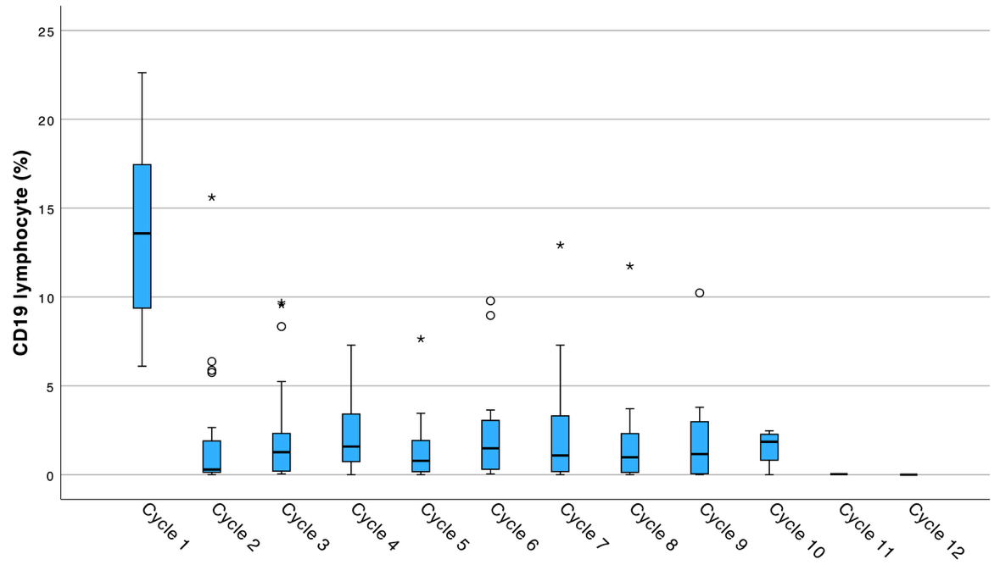 25
20
15
10
5
0
CD19 lymphocyte (%)
Cycle 1
Cycle 2
Cycle 3
Cycle 4
Cycle 5
Cycle 6
Cycle 7
Cycle 8
Cycle 9
Cycle 10
Cycle 11
Cycle 12